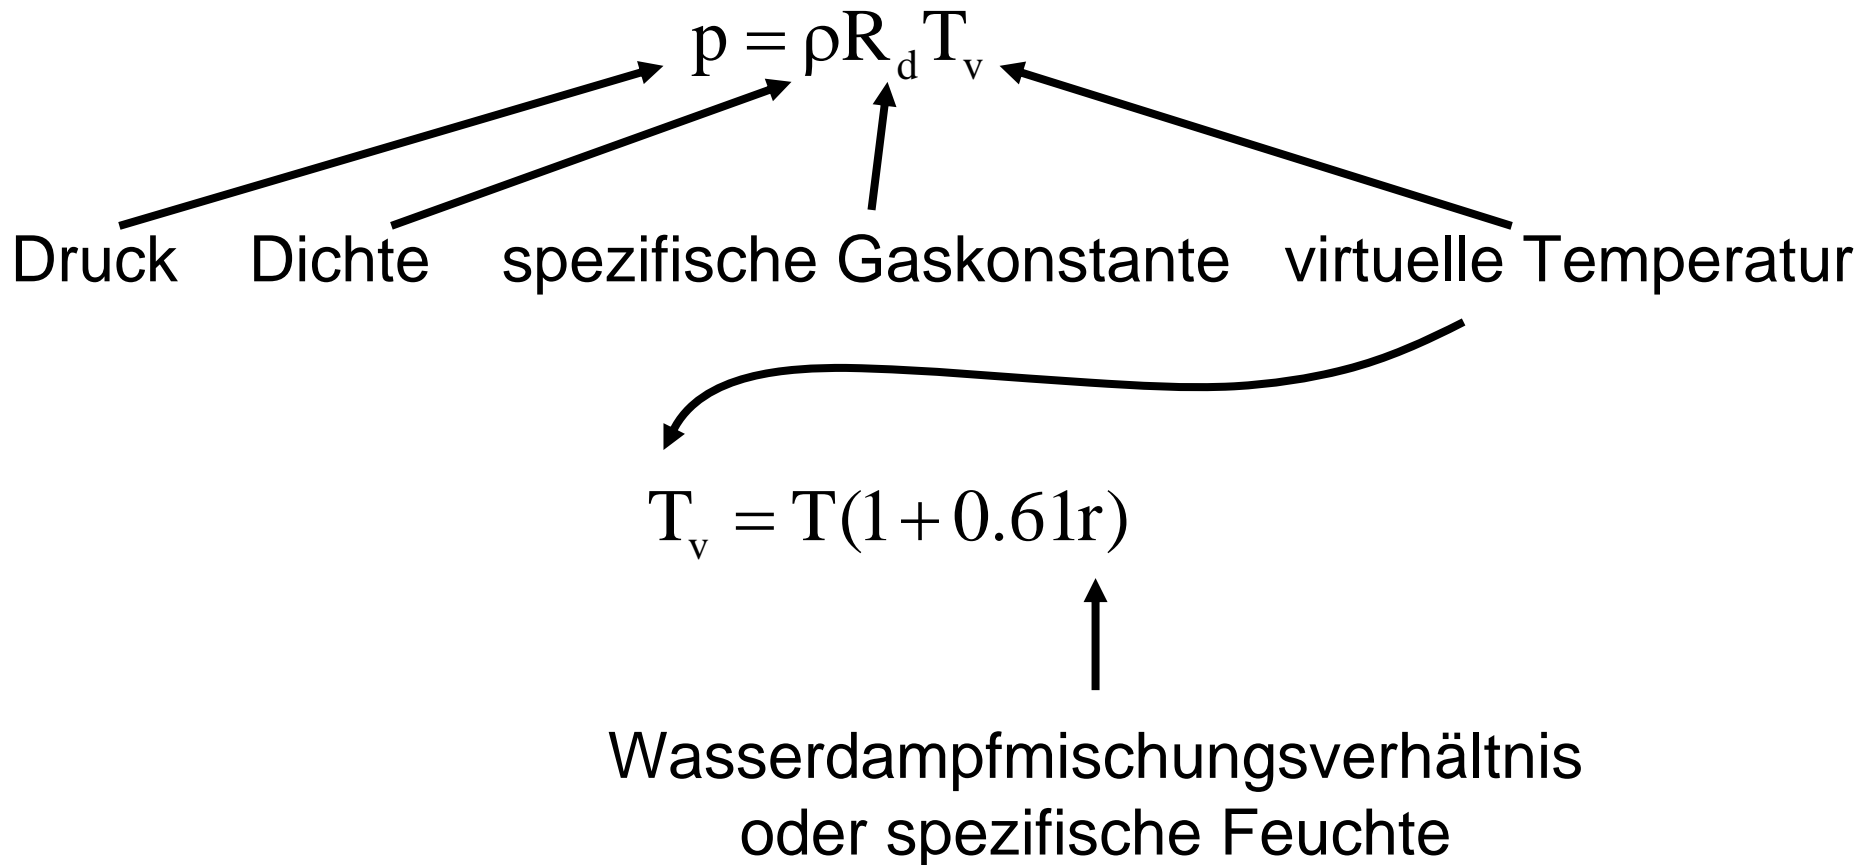 p = ρR_d T_v
Druck Dichte spezifische Gaskonstante virtuelle Temperatur
T_v = T(1 + 0.61r)
Wasserdampfmischungsverhältnis
oder spezifische Feuchte